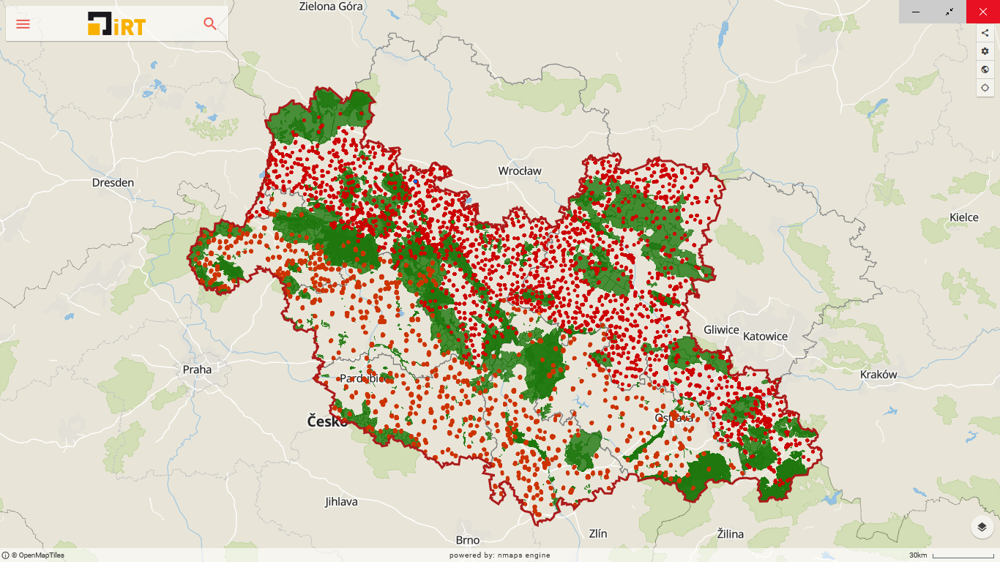 Zielona Góra
iRT
Wrocław
Dresden
Kielce
Gliwice
Katowice
Praha
Pardubice
Kraków
Česko
Ostrava
Jihlava
Zlín
Žilina
Brno
© OpenMapTiles
powered by: nmaps engine
30km